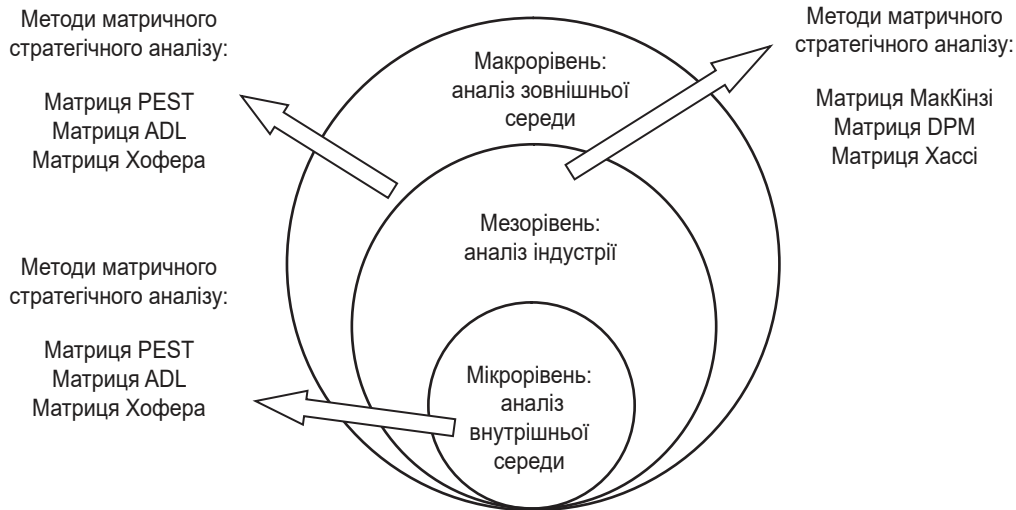 Методи матричного
стратегічного аналізу:
Матриця PEST
Матриця ADL
Матриця Хофера
Макрорівень:
аналіз зовнішньої
середи
Методи матричного
стратегічного аналізу:
Матриця МакКінзі
Матриця DPM
Матриця Хассі
Мезорівень:
аналіз індустрії
Методи матричного
стратегічного аналізу:
Матриця PEST
Матриця ADL
Матриця Хофера
Мікрорівень:
аналіз
внутрішньої
середи